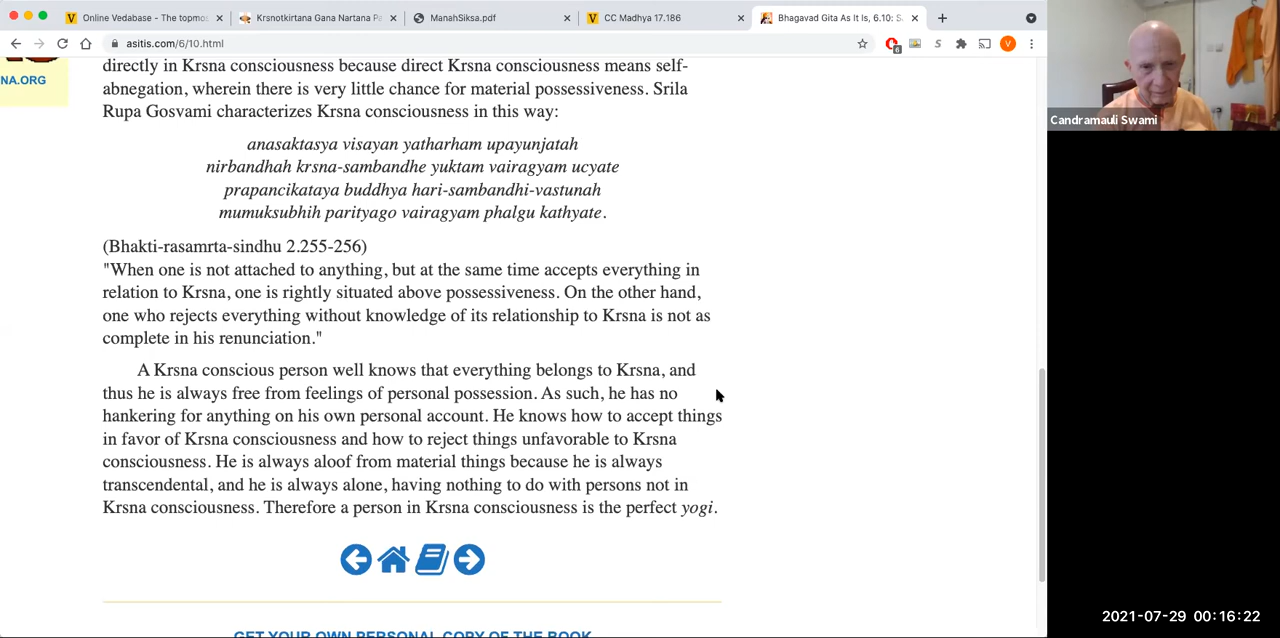 Online Vedabase - The topmos
Krsnotkirtana Gana Nartana Pa
ManahSiksa.pdf
CC Madhya 17.186
Bhagavad Gita As It Is, 6.10: S
asitis.com/6/10.html
6
S
V
NA.ORG
directly in Krsna consciousness because direct Krsna consciousness means self-
abnegation, wherein there is very little chance for material possessiveness. Srila
Rupa Gosvami characterizes Krsna consciousness in this way:
anasaktasya visayan yatharham upayunjatah
nirbandhah krsna-sambandhe yuktam vairagyam ucyate
prapancikataya buddhya hari-sambandhi-vastunah
mumuksubhih parityago vairagyam phalgu kathyate.
(Bhakti-rasamrta-sindhu 2.255-256)
"When one is not attached to anything, but at the same time accepts everything in
relation to Krsna, one is rightly situated above possessiveness. On the other hand,
one who rejects everything without knowledge of its relationship to Krsna is not as
complete in his renunciation."
A Krsna conscious person well knows that everything belongs to Krsna, and
thus he is always free from feelings of personal possession. As such, he has no
hankering for anything on his own personal account. He knows how to accept things
in favor of Krsna consciousness and how to reject things unfavorable to Krsna
consciousness. He is always aloof from material things because he is always
transcendental, and he is always alone, having nothing to do with persons not in
Krsna consciousness. Therefore a person in Krsna consciousness is the perfect yogi.
GET YOUR OWN PERSONAL COPY OF THE BOOK
Candramauli Swami
2021-07-29 00:16:22